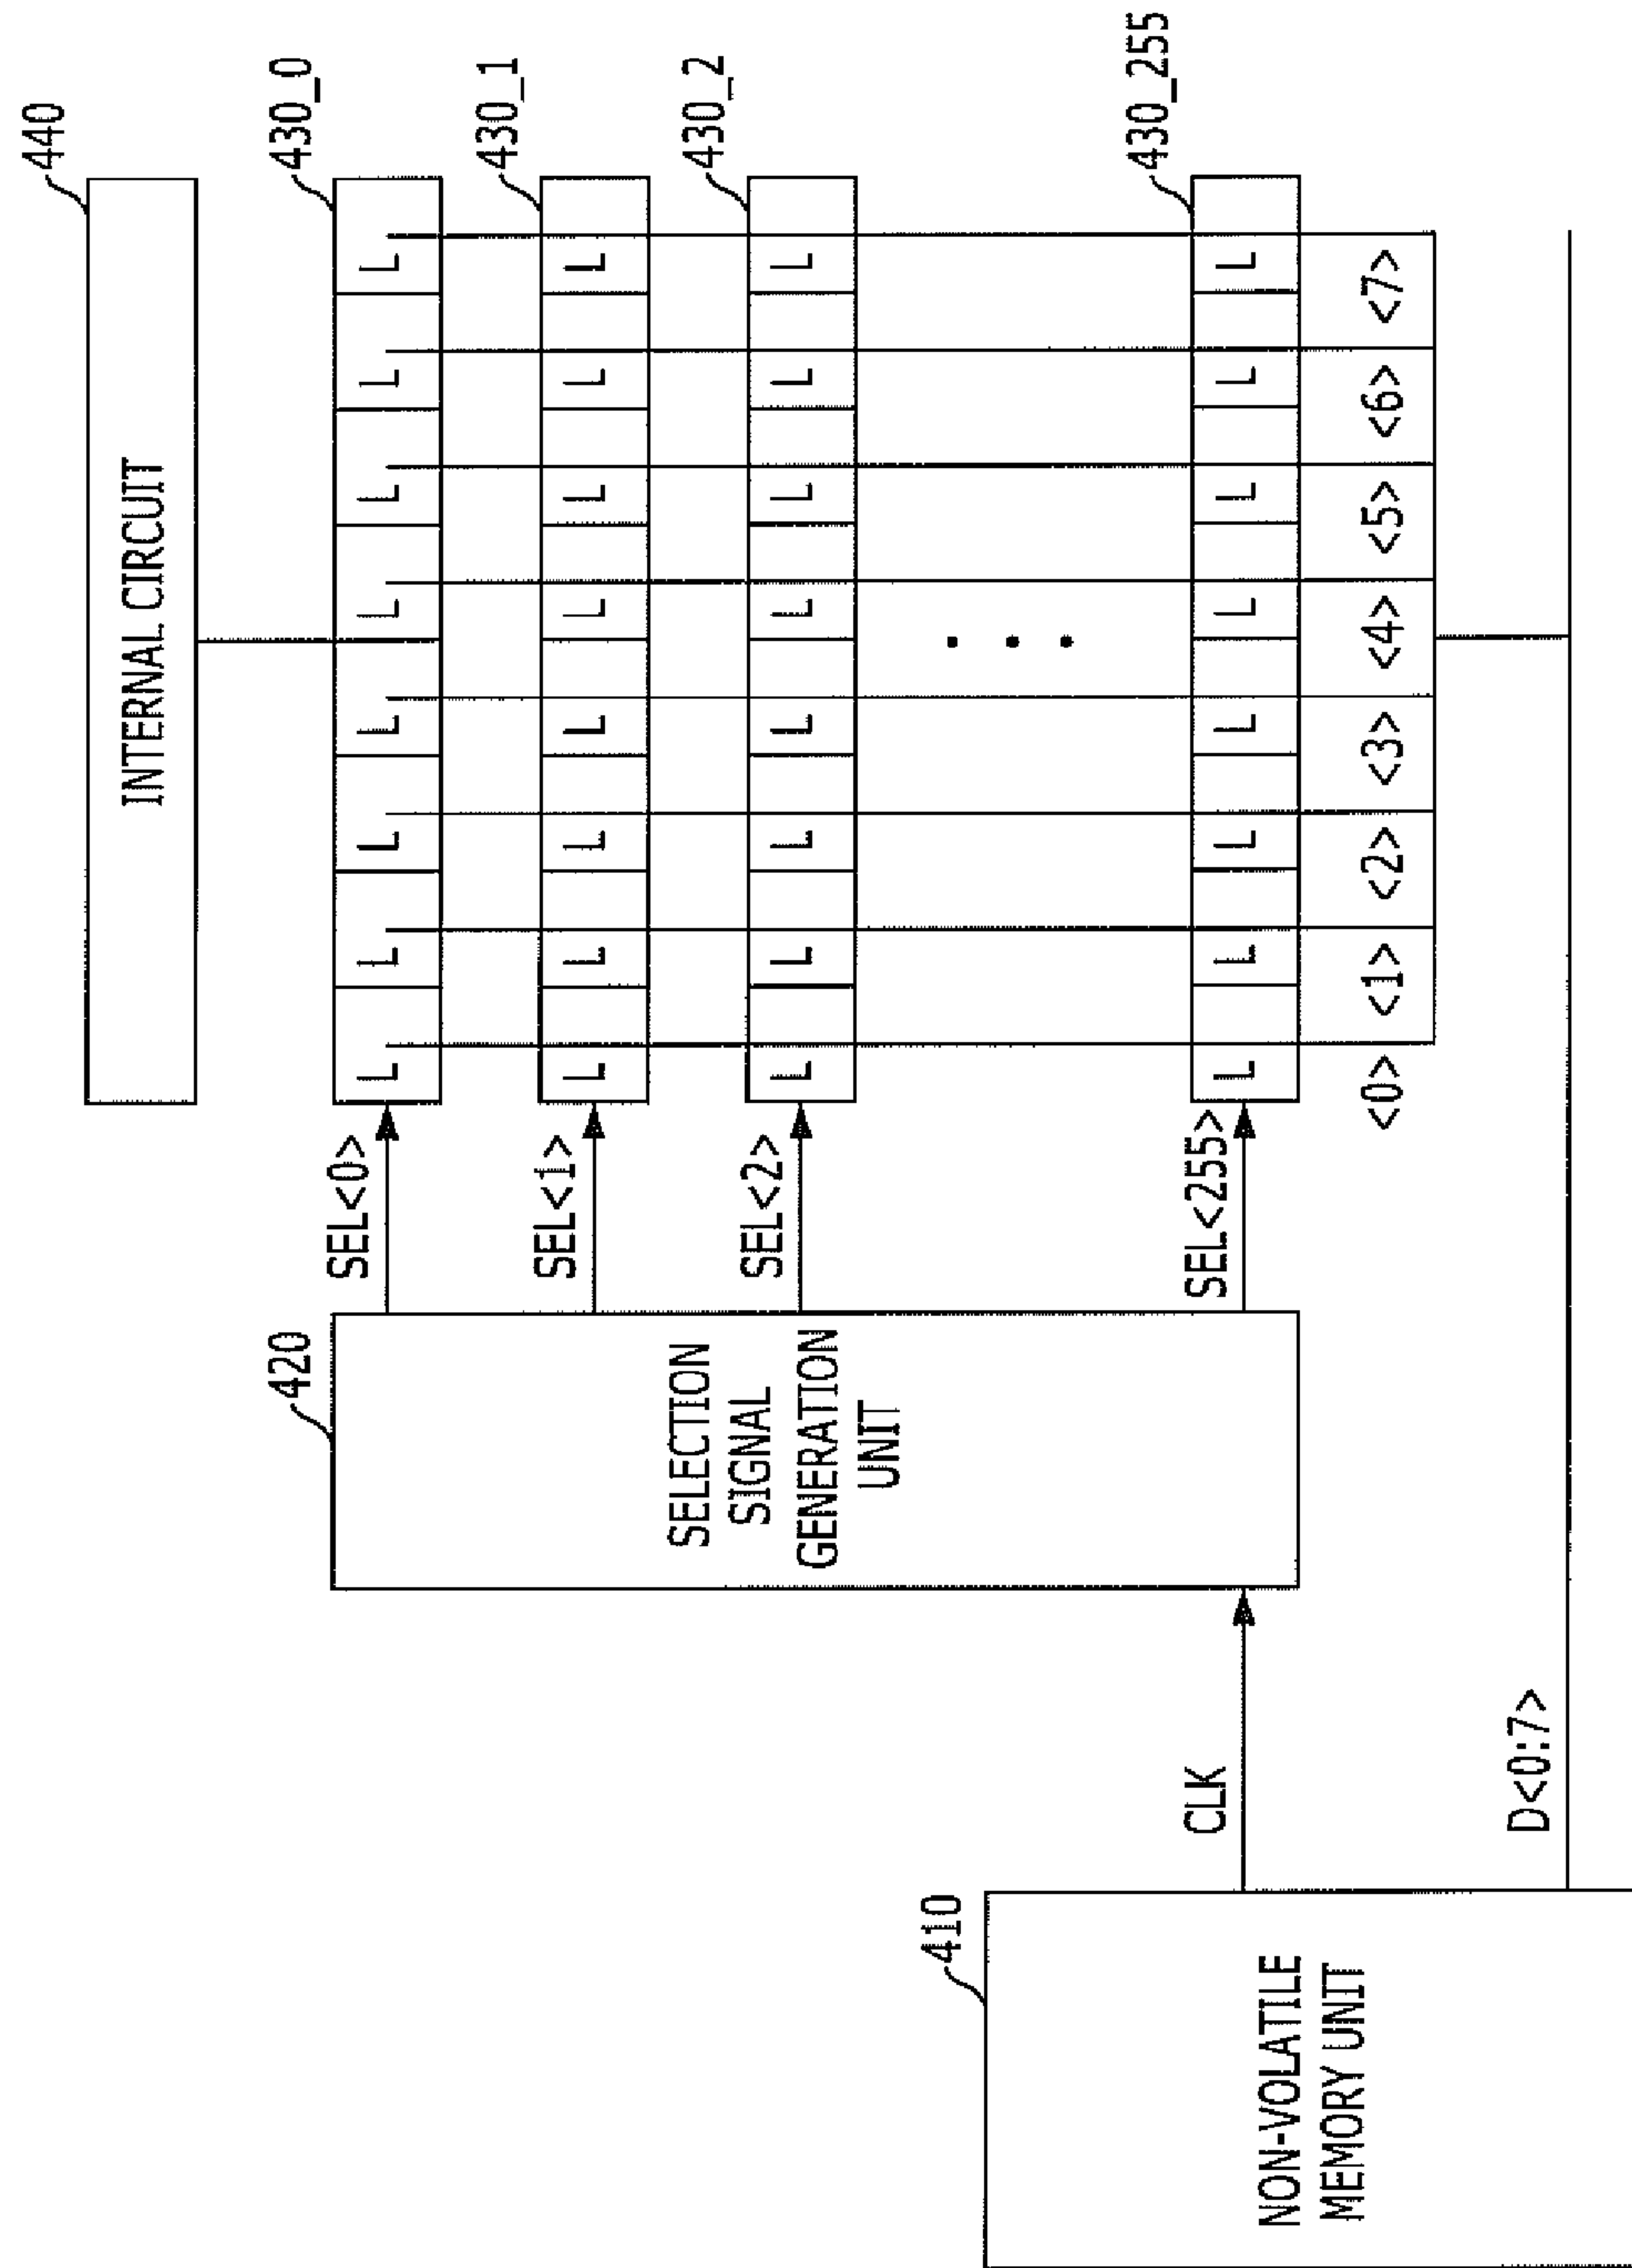 440
INTERNAL CIRCUIT
430_0
SEL<0>
L L L L L L L L
430_1
SEL<1>
L L L L L L L L
430_2
SEL<2>
L L L L L L L L
. . .
430_255
SEL<255>
L L L L L L L L
<0> <1> <2> <3> <4> <5> <6> <7>
420
SELECTION
SIGNAL
GENERATION
UNIT
CLK
D<0:7>
410
NON-VOLATILE
MEMORY UNIT